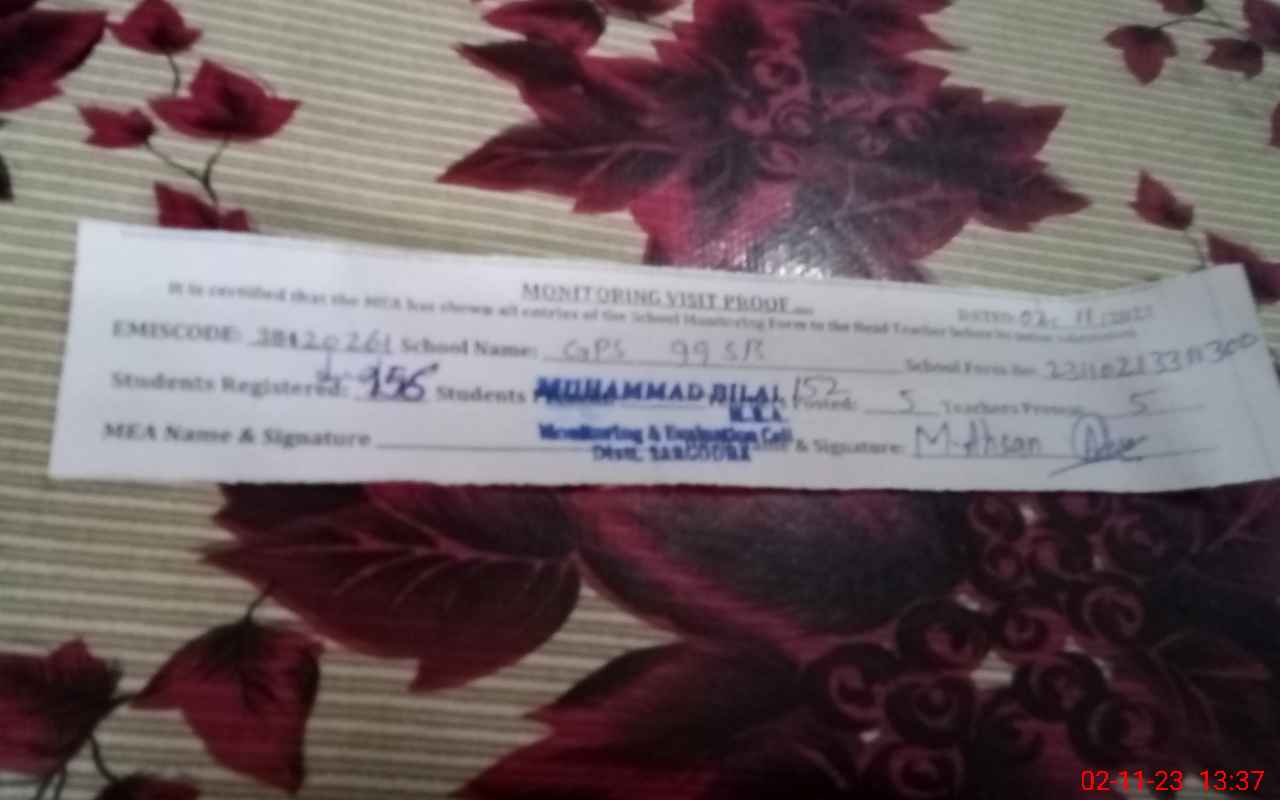 MONITORING VISIT PROOF
DATED: 02-11-2023
It is certified that the MEA has shown all entries of the School Monitoring Form to the Head Teacher before
EMISCODE: 38420261 School Name: GPS 99 SB School Form No: 2311021331300
Students Registered: 156 Students 152 Posted: 5 Teachers Present: 5
MUHAMMAD BILAL
M.E.A
Monitoring & Evaluation Cell
Distt. SARGODHA
MEA Name & Signature & Signature: M. Ahsan
02-11-23 13:37